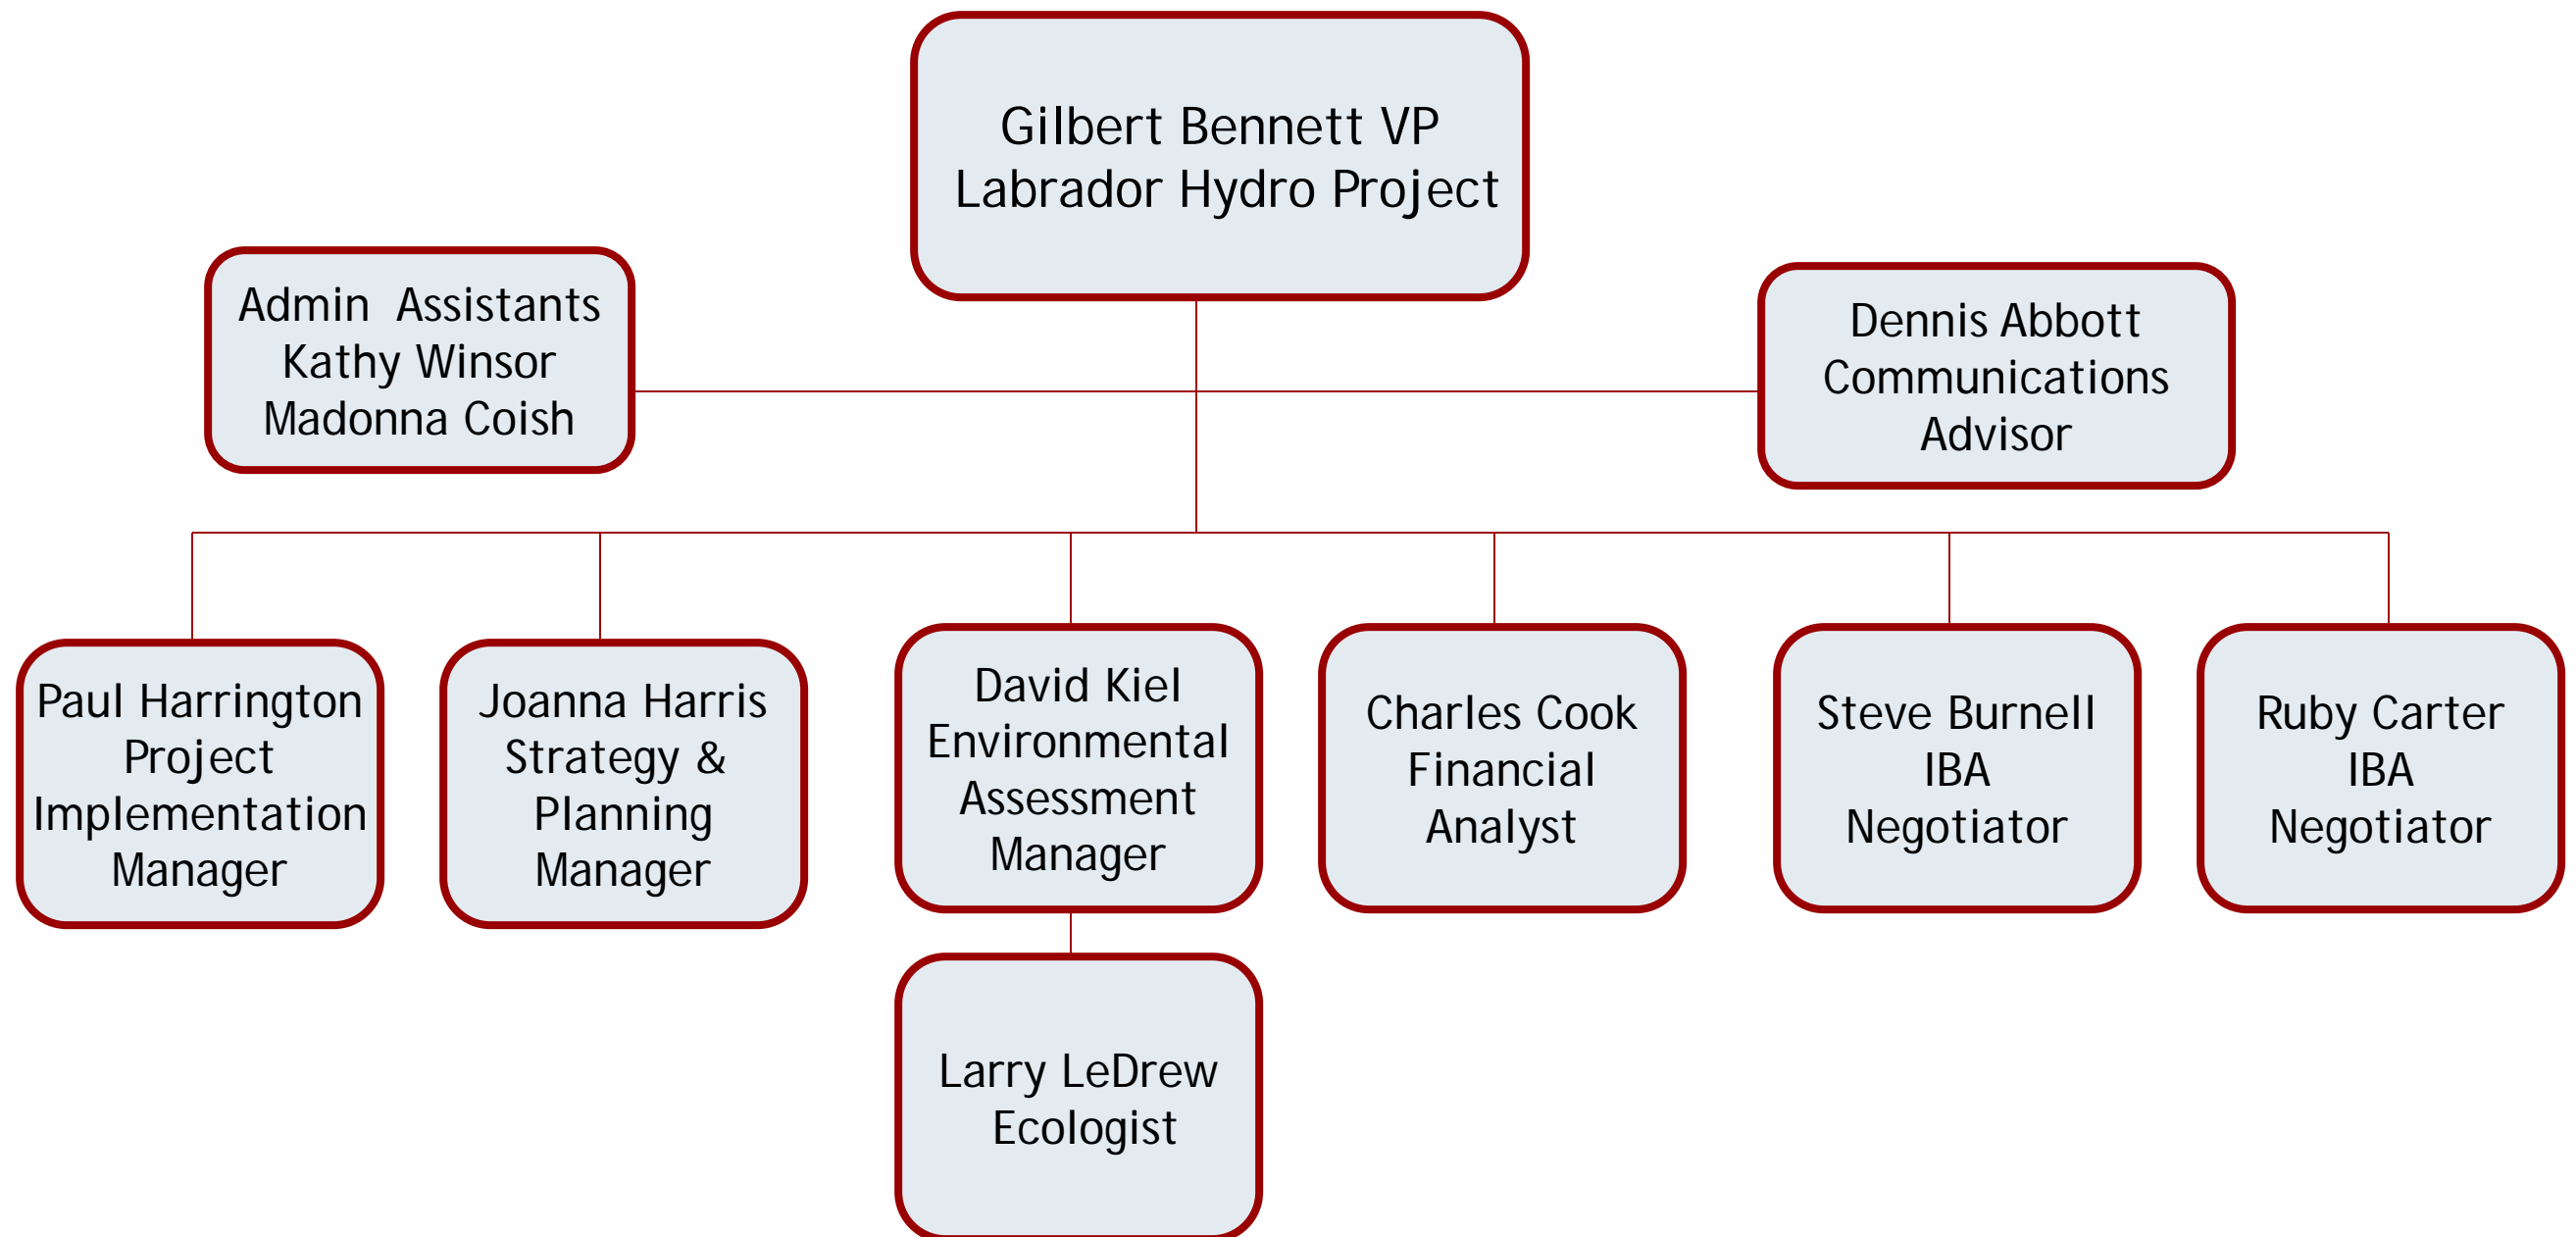 Gilbert Bennett VP
Labrador Hydro Project
Admin  Assistants
Kathy Winsor
Madonna Coish
Dennis Abbott
Communications
Advisor
Paul Harrington
Project
Implementation
Manager
Joanna Harris
Strategy &
Planning
Manager
David Kiel
Environmental
Assessment
Manager
Charles Cook
Financial
Analyst
Steve Burnell
IBA
Negotiator
Ruby Carter
IBA
Negotiator
Larry LeDrew
Ecologist